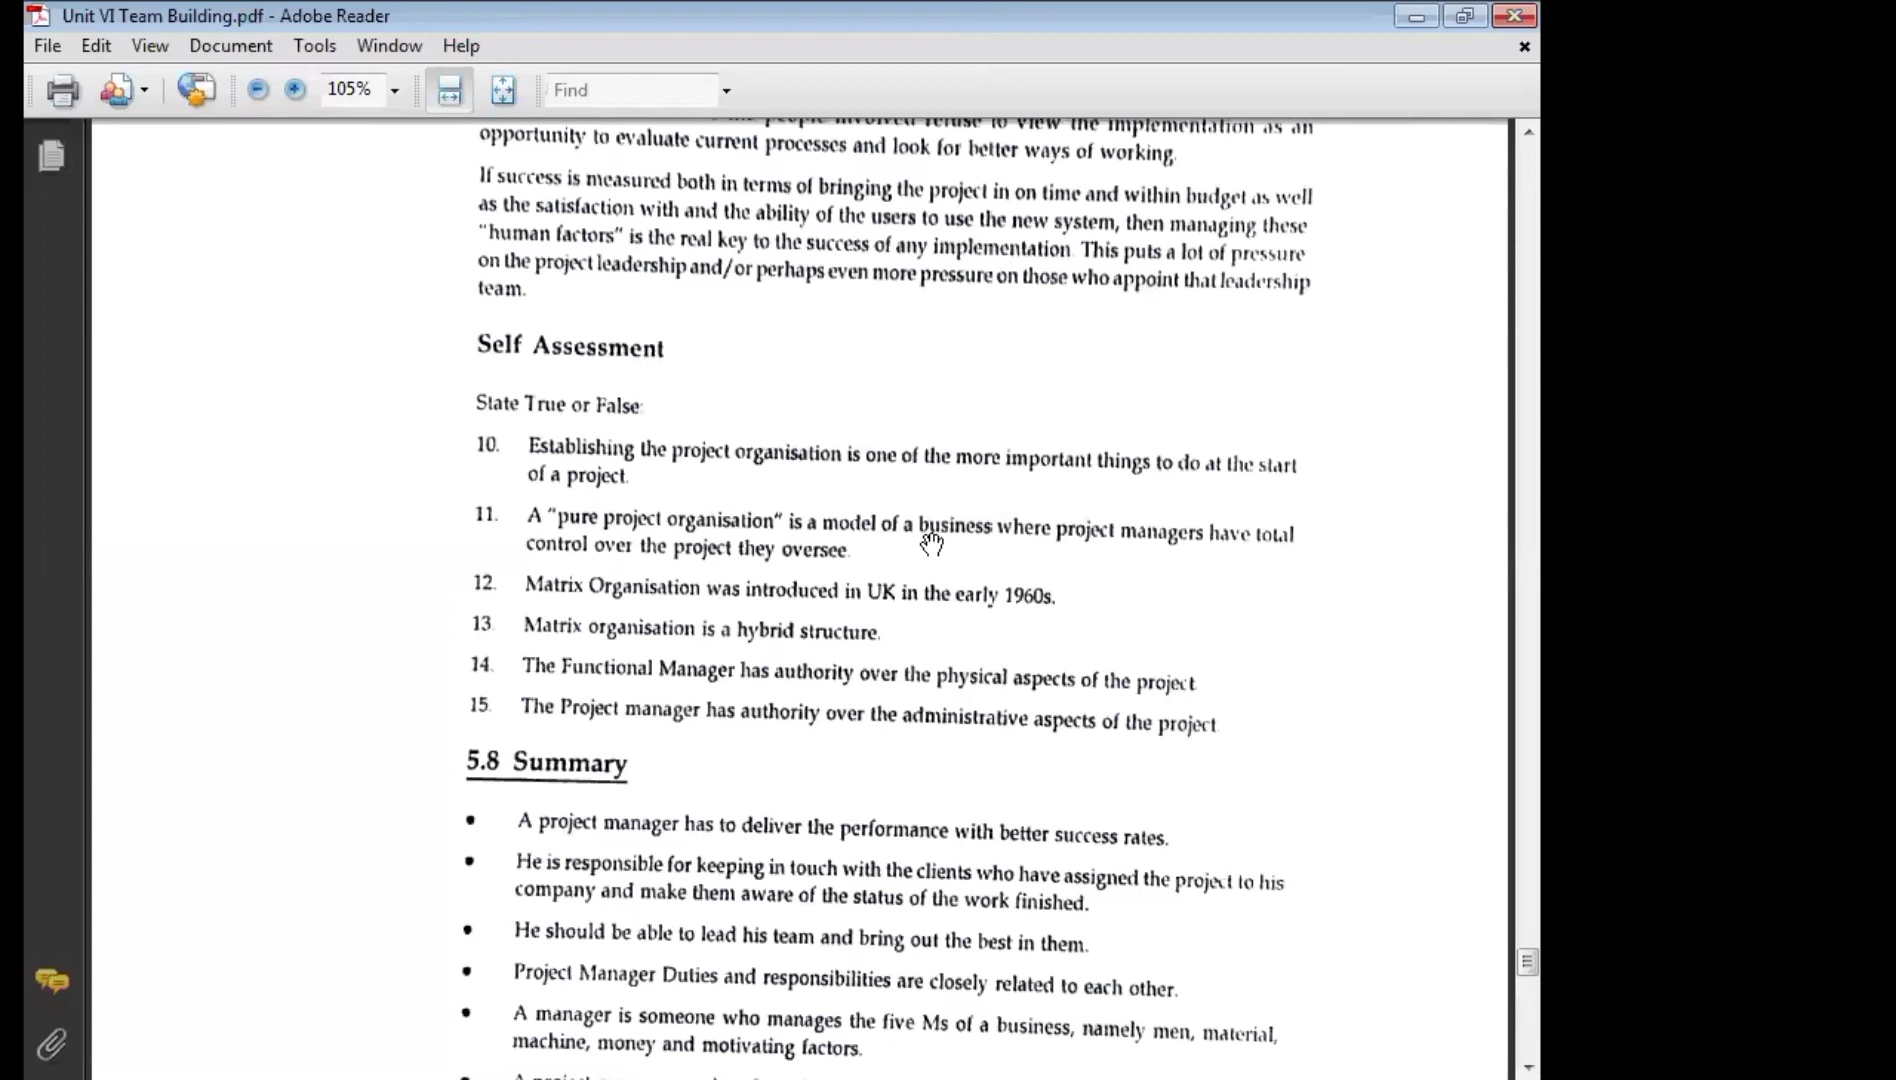 Unit VI Team Building.pdf - Adobe Reader
File Edit View Document Tools Window Help
105% Find
people involved refuse to view the implementation as an
opportunity to evaluate current processes and look for better ways of working.
If success is measured both in terms of bringing the project in on time and within budget as well
as the satisfaction with and the ability of the users to use the new system, then managing these
"human factors" is the real key to the success of any implementation. This puts a lot of pressure
on the project leadership and/or perhaps even more pressure on those who appoint that leadership
team.
Self Assessment
State True or False:
10. Establishing the project organisation is one of the more important things to do at the start
of a project.
11. A "pure project organisation" is a model of a business where project managers have total
control over the project they oversee.
12. Matrix Organisation was introduced in UK in the early 1960s.
13. Matrix organisation is a hybrid structure.
14. The Functional Manager has authority over the physical aspects of the project.
15. The Project manager has authority over the administrative aspects of the project.
5.8 Summary
• A project manager has to deliver the performance with better success rates.
• He is responsible for keeping in touch with the clients who have assigned the project to his
company and make them aware of the status of the work finished.
• He should be able to lead his team and bring out the best in them.
• Project Manager Duties and responsibilities are closely related to each other.
• A manager is someone who manages the five Ms of a business, namely men, material,
machine, money and motivating factors.